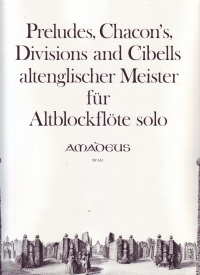 Preludes, Chacon's,
Divisions and Cibells
altenglischer Meister
für
Altblockflöte solo
AMADEUS